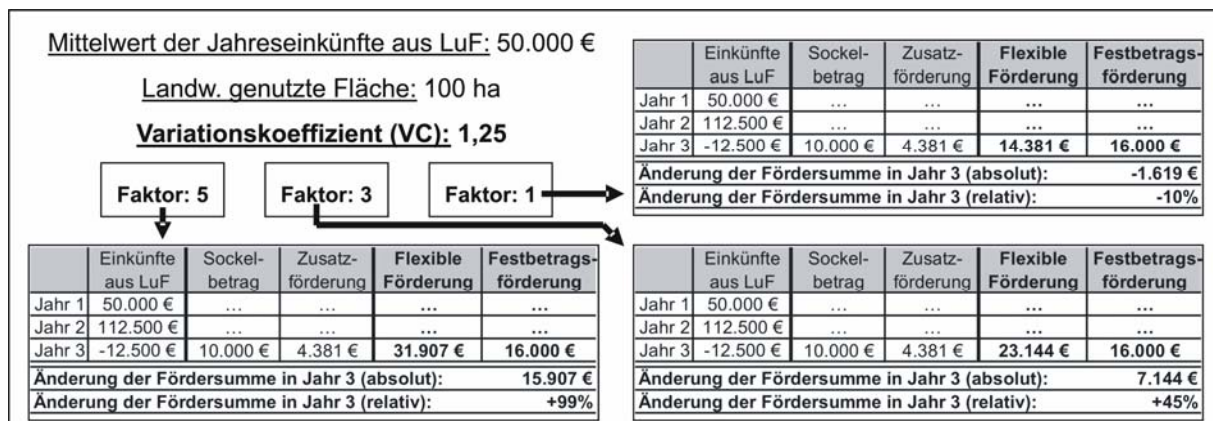 Mittelwert der Jahreseinkünfte aus LuF: 50.000 €
Landw. genutzte Fläche: 100 ha
Variationskoeffizient (VC): 1,25
Faktor: 5 Faktor: 3 Faktor: 1
Einkünfte aus LuF Sockel-betrag Zusatz-förderung Flexible Förderung Festbetrags-förderung
Jahr 1 50.000 € ... ... ... ...
Jahr 2 112.500 € ... ... ... ...
Jahr 3 -12.500 € 10.000 € 4.381 € 14.381 € 16.000 €
Änderung der Fördersumme in Jahr 3 (absolut): -1.619 €
Änderung der Fördersumme in Jahr 3 (relativ): -10%
Einkünfte aus LuF Sockel-betrag Zusatz-förderung Flexible Förderung Festbetrags-förderung
Jahr 1 50.000 € ... ... ... ...
Jahr 2 112.500 € ... ... ... ...
Jahr 3 -12.500 € 10.000 € 4.381 € 31.907 € 16.000 €
Änderung der Fördersumme in Jahr 3 (absolut): 15.907 €
Änderung der Fördersumme in Jahr 3 (relativ): +99%
Einkünfte aus LuF Sockel-betrag Zusatz-förderung Flexible Förderung Festbetrags-förderung
Jahr 1 50.000 € ... ... ... ...
Jahr 2 112.500 € ... ... ... ...
Jahr 3 -12.500 € 10.000 € 4.381 € 23.144 € 16.000 €
Änderung der Fördersumme in Jahr 3 (absolut): 7.144 €
Änderung der Fördersumme in Jahr 3 (relativ): +45%